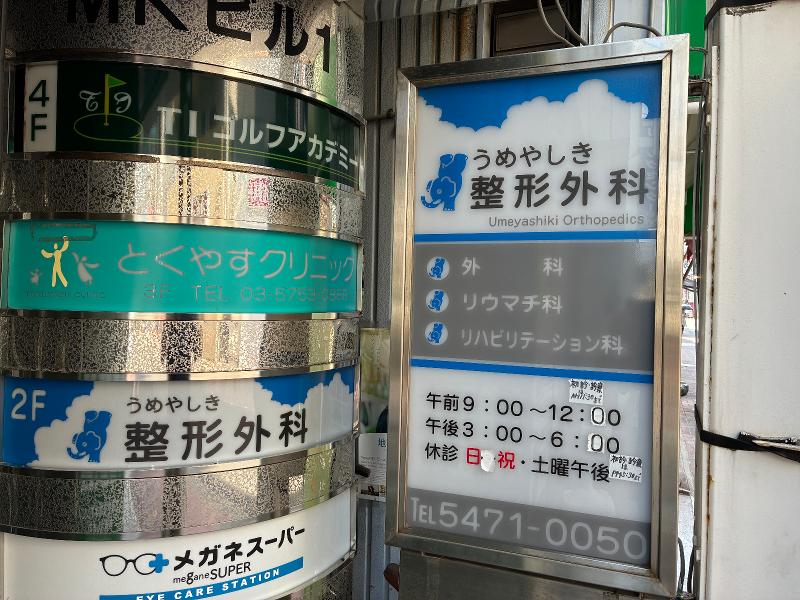 MKビル1
4F
TIゴルフアカデミー
とくやすクリニック
3F TEL 03-5753-0866
2F
うめやしき
整形外科
メガネスーパー
meganeSUPER
EYE CARE STATION
うめやしき
整形外科
Umeyashiki Orthopedics
外 科
リウマチ科
リハビリテーション科
午前9:00〜12:00
午後3:00〜6:00
休診 日・祝・土曜午後
TEL5471-0050